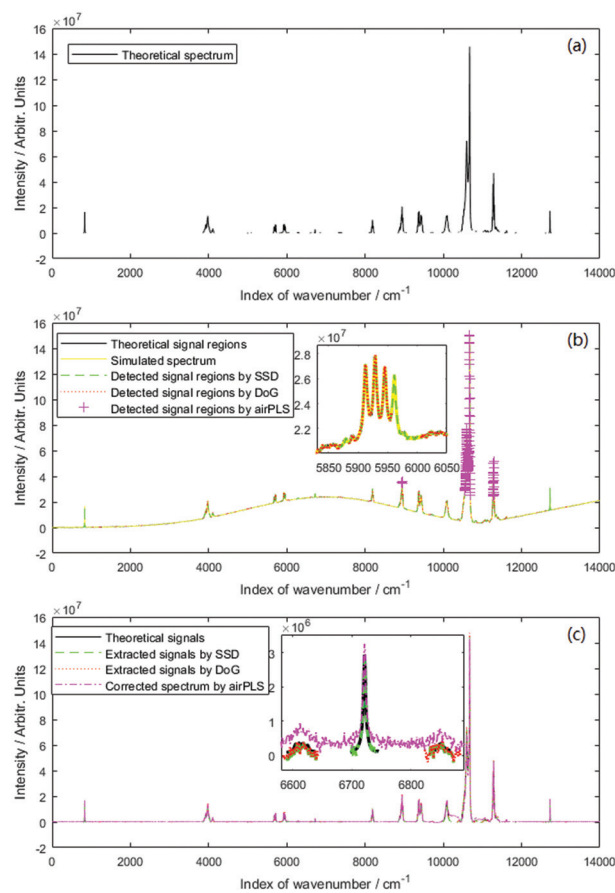 ×10⁷
(a)
Theoretical spectrum
16
14
12
10
8
6
4
2
0
-2
Intensity / Arbitr. Units
0 2000 4000 6000 8000 10000 12000 14000
Index of wavenumber / cm⁻¹
×10⁷
(b)
Theoretical signal regions
Simulated spectrum
Detected signal regions by SSD
Detected signal regions by DoG
Detected signal regions by airPLS
×10⁷
2.8
2.6
2.4
2.2
5850 5900 5950 6000 6050
16
14
12
10
8
6
4
2
0
-2
Intensity / Arbitr. Units
0 2000 4000 6000 8000 10000 12000 14000
Index of wavenumber / cm⁻¹
×10⁷
(c)
Theoretical signals
Extracted signals by SSD
Extracted signals by DoG
Corrected spectrum by airPLS
×10⁶
3
2
1
0
6600 6700 6800
16
14
12
10
8
6
4
2
0
-2
Intensity / Arbitr. Units
0 2000 4000 6000 8000 10000 12000 14000
Index of wavenumber / cm⁻¹